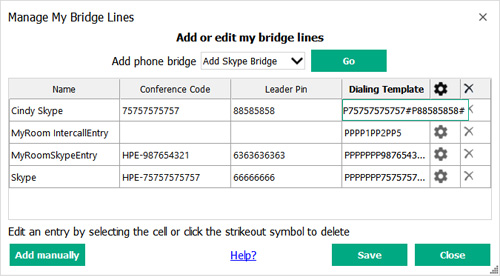 Manage My Bridge Lines
Add or edit my bridge lines
Add phone bridge Add Skype Bridge Go
Name Conference Code Leader Pin Dialing Template
Cindy Skype 75757575757 88585858 P75757575757#P88585858#
MyRoom IntercallEntry PPPP1PP2PP5
MyRoomSkypeEntry HPE-987654321 6363636363 PPPPPPP9876543...
Skype HPE-75757575757 66666666 PPPPPPP7575757...
Edit an entry by selecting the cell or click the strikeout symbol to delete
Add manually Help? Save Close